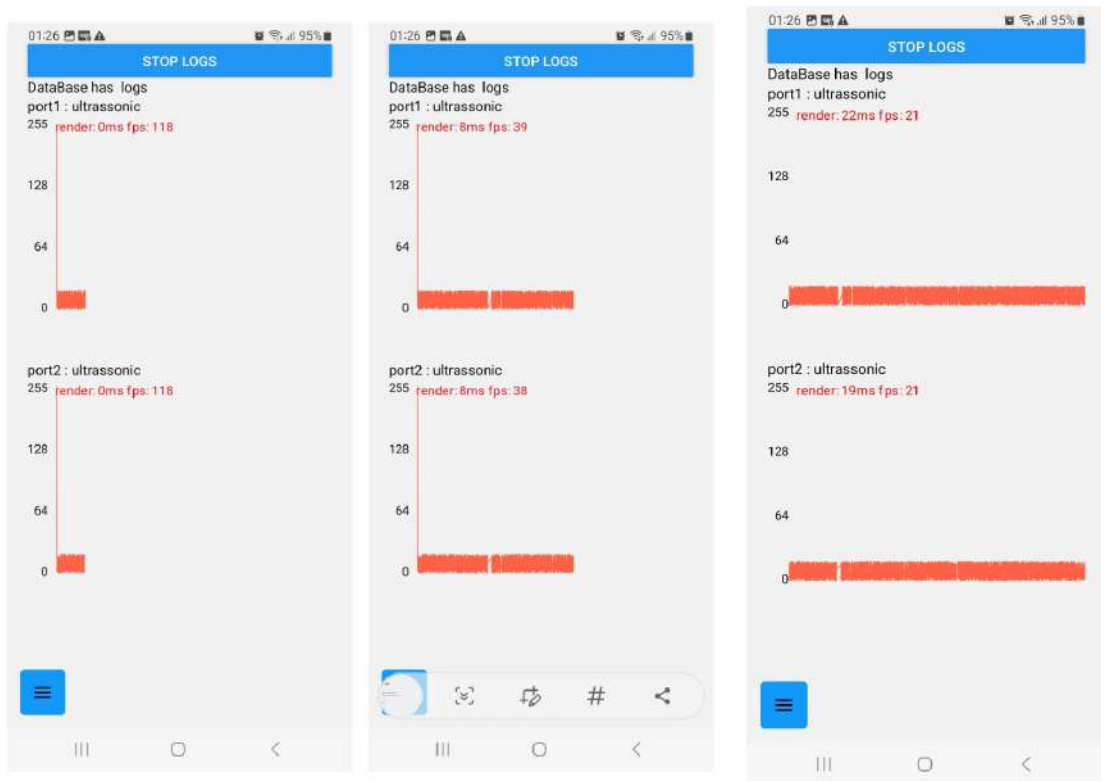 01:26
95%
STOP LOGS
DataBase has logs
port1 : ultrassonic
255
render: 0ms fps: 118
128
64
0
port2 : ultrassonic
255
render: 0ms fps: 118
128
64
0
01:26
95%
STOP LOGS
DataBase has logs
port1 : ultrassonic
255
render: 8ms fps: 39
128
64
0
port2 : ultrassonic
255
render: 8ms fps: 38
128
64
0
#
01:26
95%
STOP LOGS
DataBase has logs
port1 : ultrassonic
255
render: 22ms fps: 21
128
64
0
port2 : ultrassonic
255
render: 19ms fps: 21
128
64
0